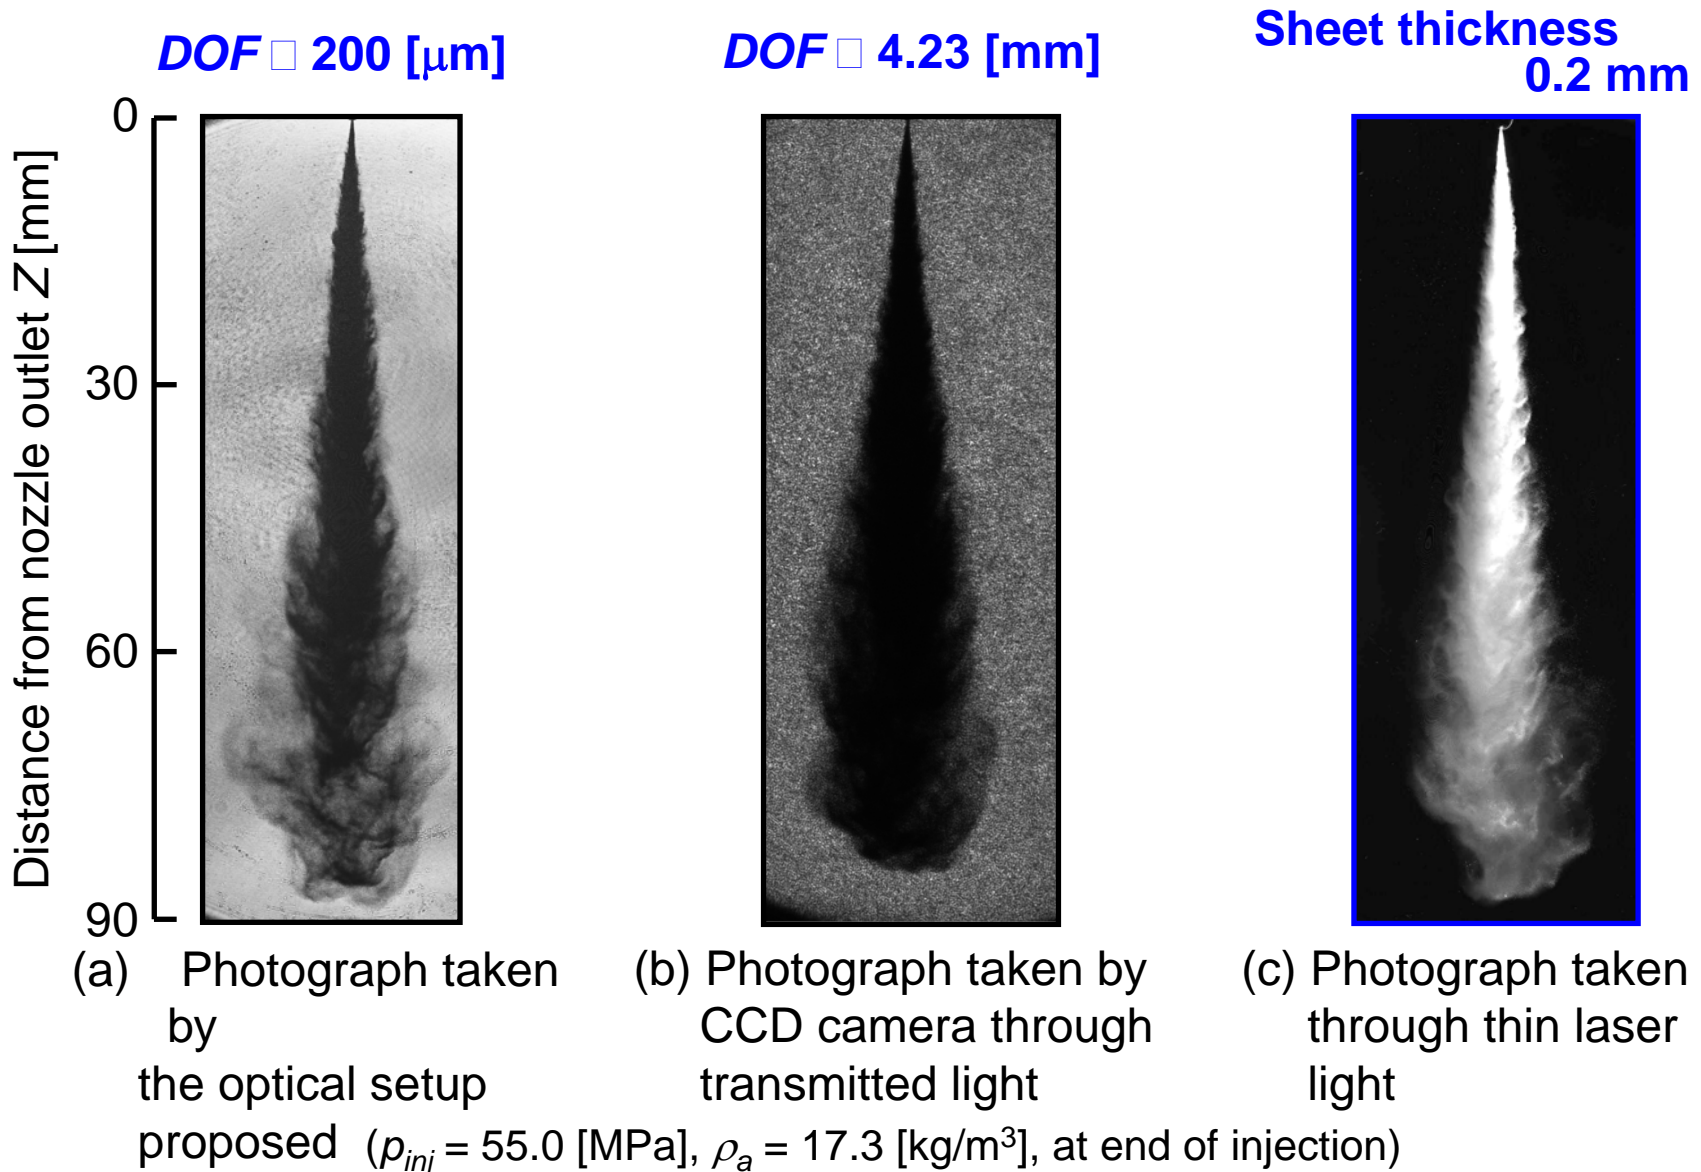 DOF □ 200 [μm]
DOF □ 4.23 [mm]
Sheet thickness
0.2 mm
Distance from nozzle outlet Z [mm]
0
30
60
90
(a) Photograph taken
by
the optical setup
proposed
(b) Photograph taken by
CCD camera through
transmitted light
(c) Photograph taken
through thin laser
light
(p_inj = 55.0 [MPa], ρ_a = 17.3 [kg/m³], at end of injection)